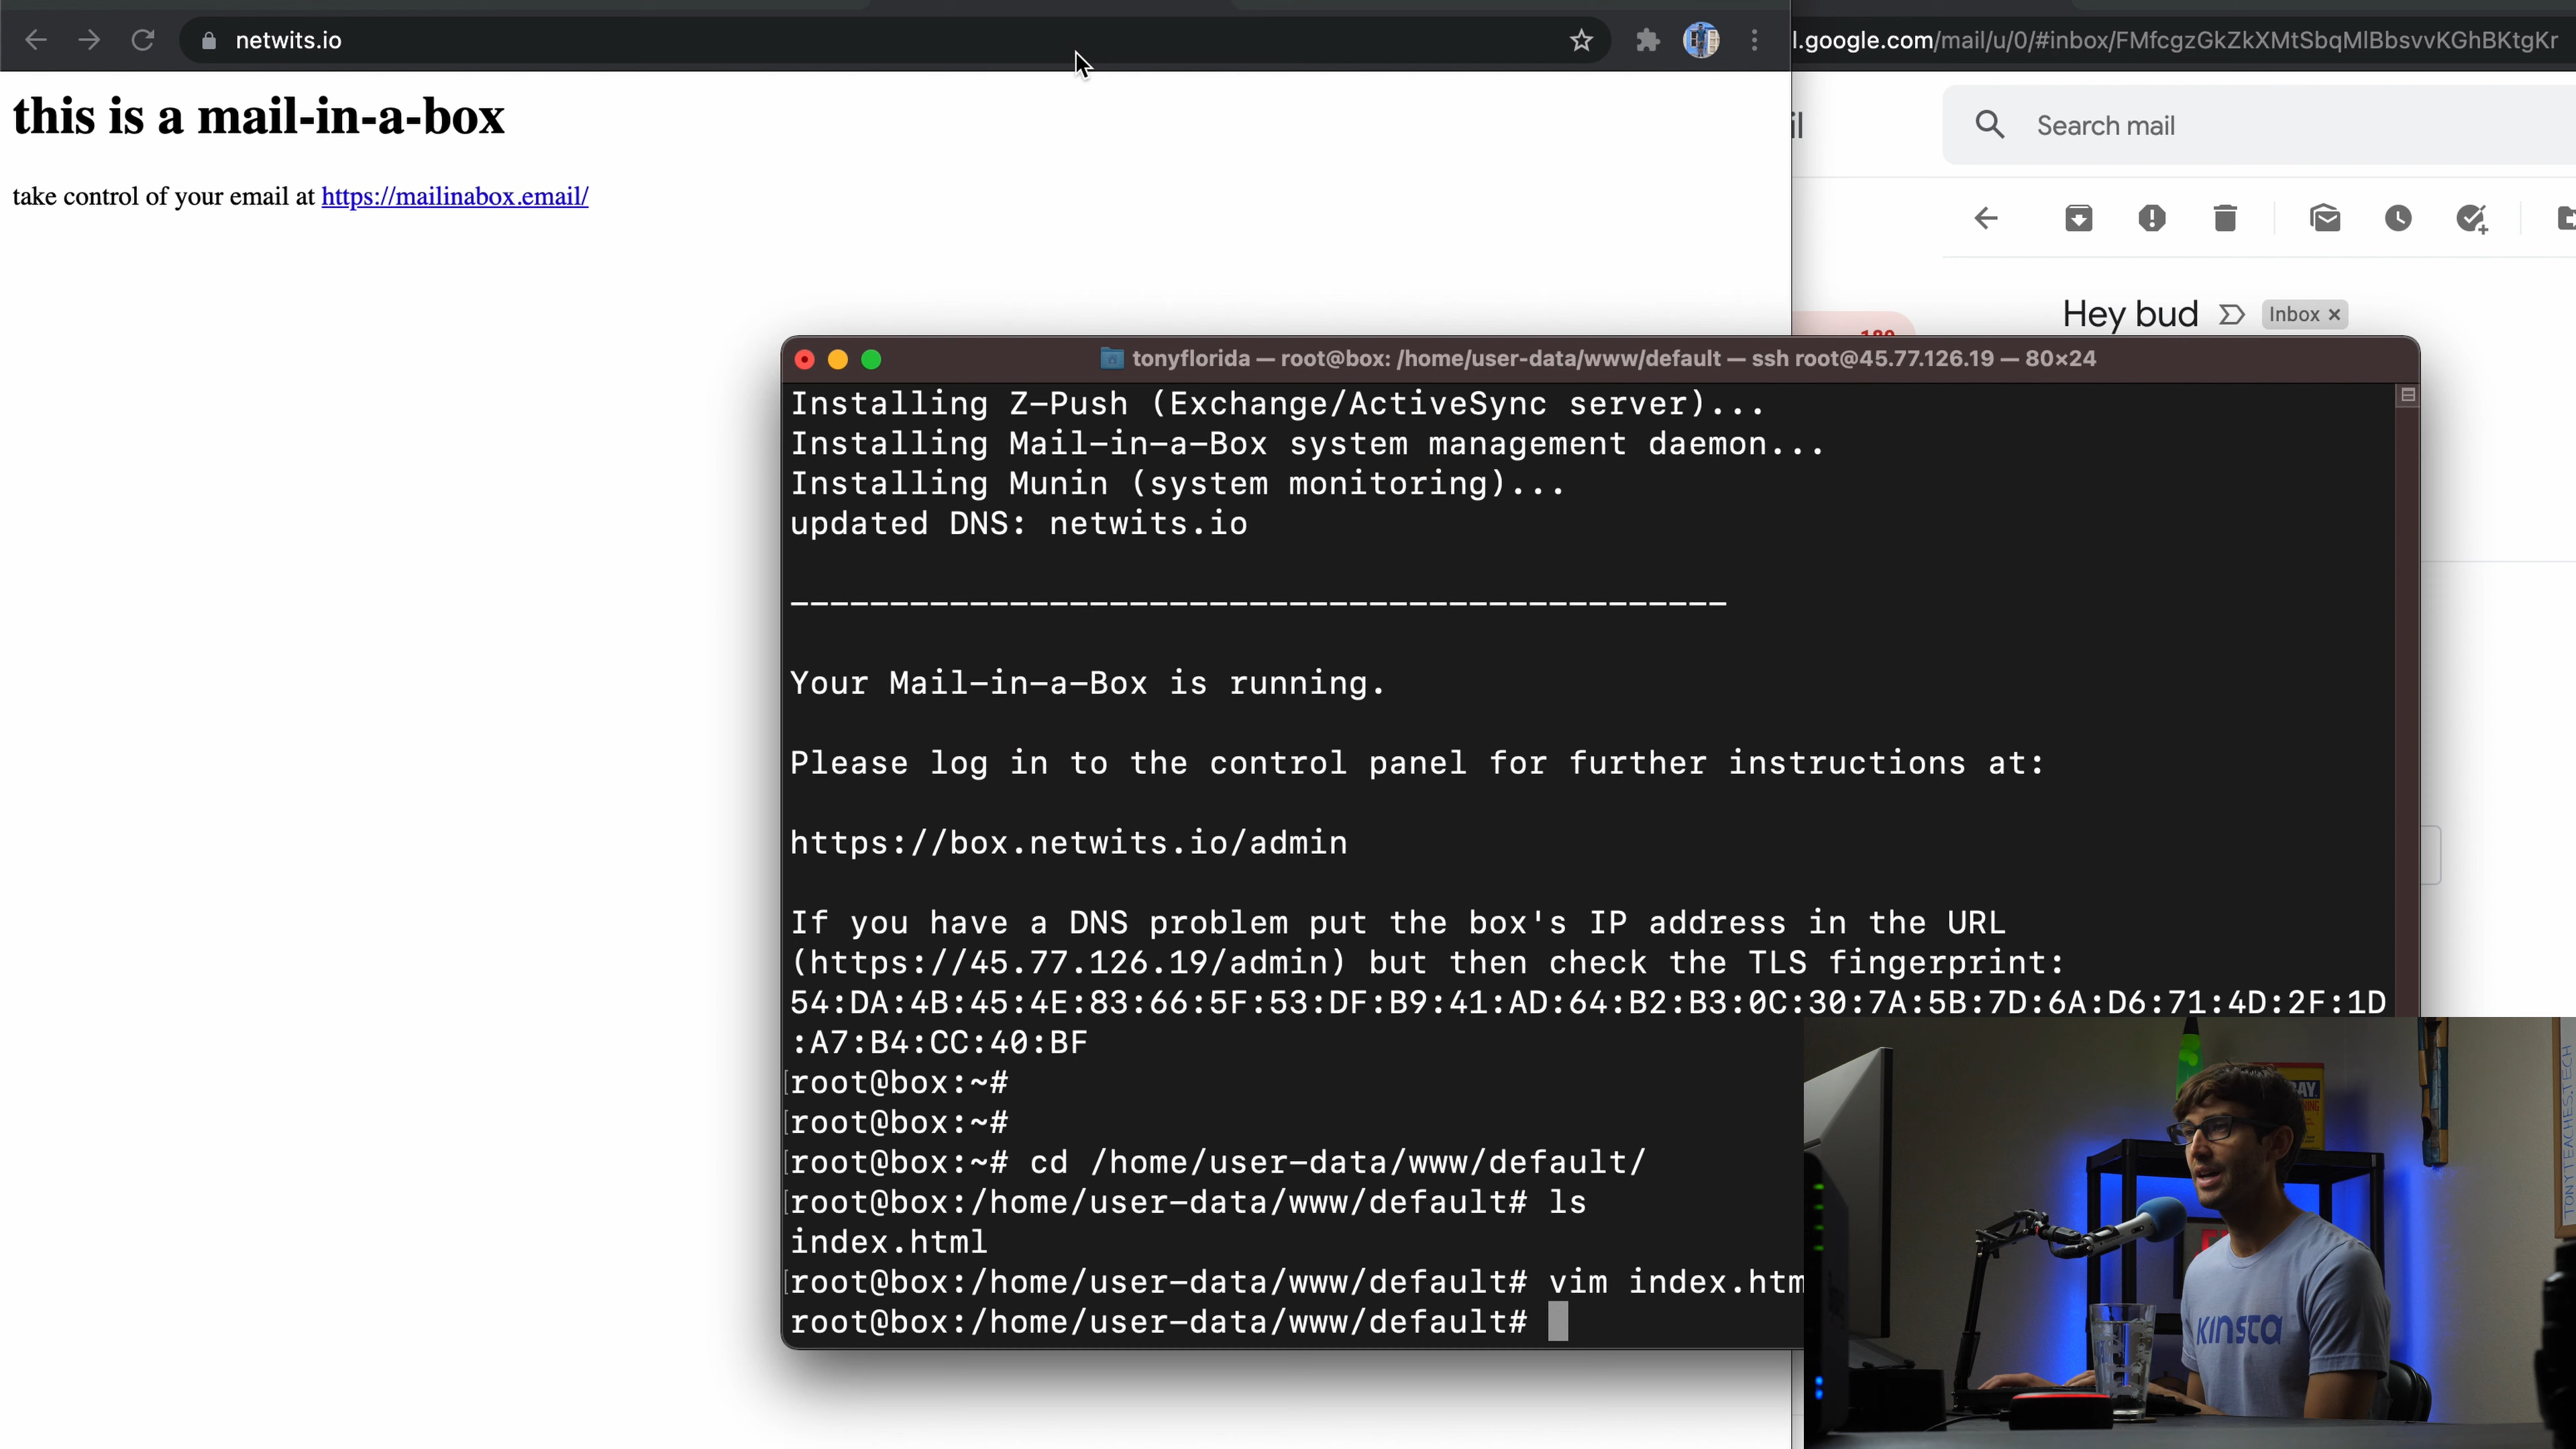 netwits.io
l.google.com/mail/u/0/#inbox/FMfcgzGkZkXMtSbqMlBbsvvKGhBKtgKr
this is a mail-in-a-box
take control of your email at https://mailinabox.email/
il
Search mail
Hey bud
Inbox ×
tonyflorida — root@box: /home/user-data/www/default — ssh root@45.77.126.19 — 80×24
Installing Z-Push (Exchange/ActiveSync server)...
Installing Mail-in-a-Box system management daemon...
Installing Munin (system monitoring)...
updated DNS: netwits.io
-----------------------------------------------
Your Mail-in-a-Box is running.
Please log in to the control panel for further instructions at:
https://box.netwits.io/admin
If you have a DNS problem put the box's IP address in the URL
(https://45.77.126.19/admin) but then check the TLS fingerprint:
54:DA:4B:45:4E:83:66:5F:53:DF:B9:41:AD:64:B2:B3:0C:30:7A:5B:7D:6A:D6:71:4D:2F:1D
:A7:B4:CC:40:BF
[root@box:~#
[root@box:~#
[root@box:~# cd /home/user-data/www/default/
[root@box:/home/user-data/www/default# ls
index.html
[root@box:/home/user-data/www/default# vim index.htm
root@box:/home/user-data/www/default#
TONYTEACHES.TECH
KINSTA